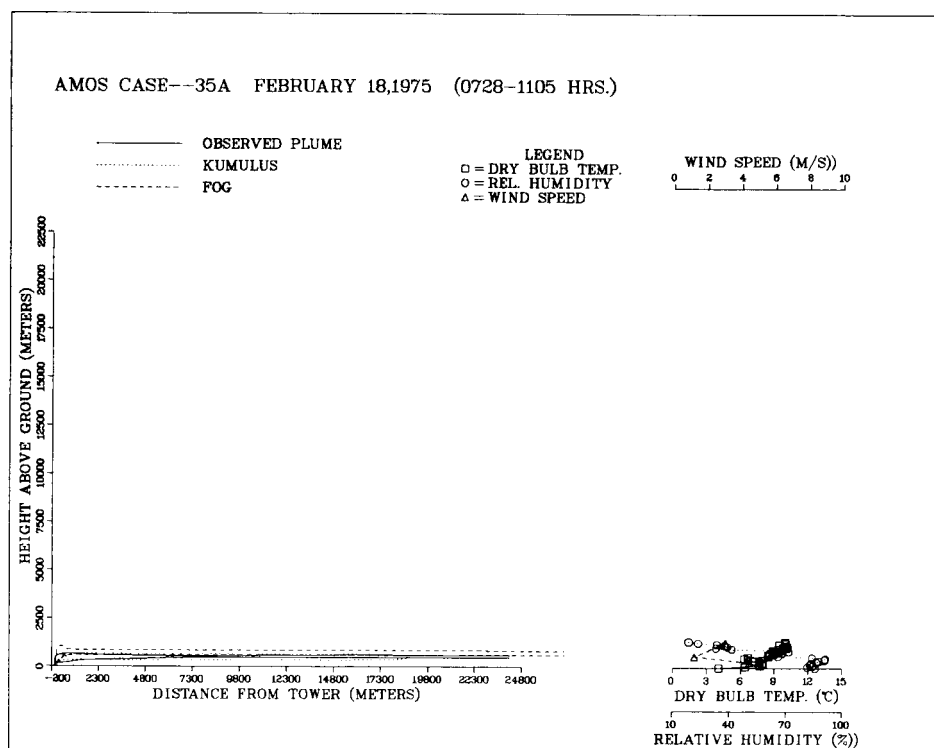 AMOS CASE--35A FEBRUARY 18,1975 (0728-1105 HRS.)
OBSERVED PLUME
KUMULUS
FOG
LEGEND
□ = DRY BULB TEMP.
○ = REL. HUMIDITY
△ = WIND SPEED
WIND SPEED (M/S))
0 2 4 6 8 10
HEIGHT ABOVE GROUND (METERS)
22500
20000
17500
15000
12500
10000
7500
5000
2500
0
-300 2300 4800 7300 9800 12300 14800 17300 19800 22300 24800
DISTANCE FROM TOWER (METERS)
0 3 6 9 12 15
DRY BULB TEMP. (°C)
10 40 70 100
RELATIVE HUMIDITY (%))